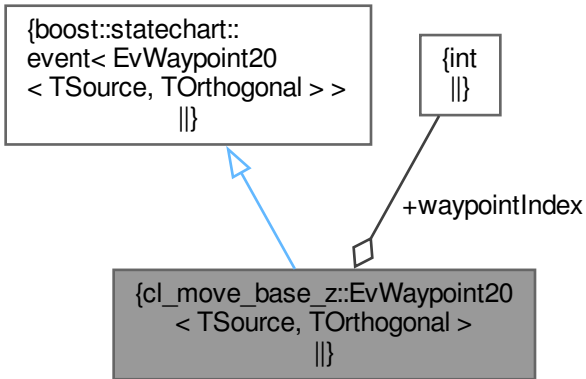 {boost::statechart::
event< EvWaypoint20
< TSource, TOrthogonal > >
||}
{int
||}
+waypointIndex
{cl_move_base_z::EvWaypoint20
< TSource, TOrthogonal >
||}